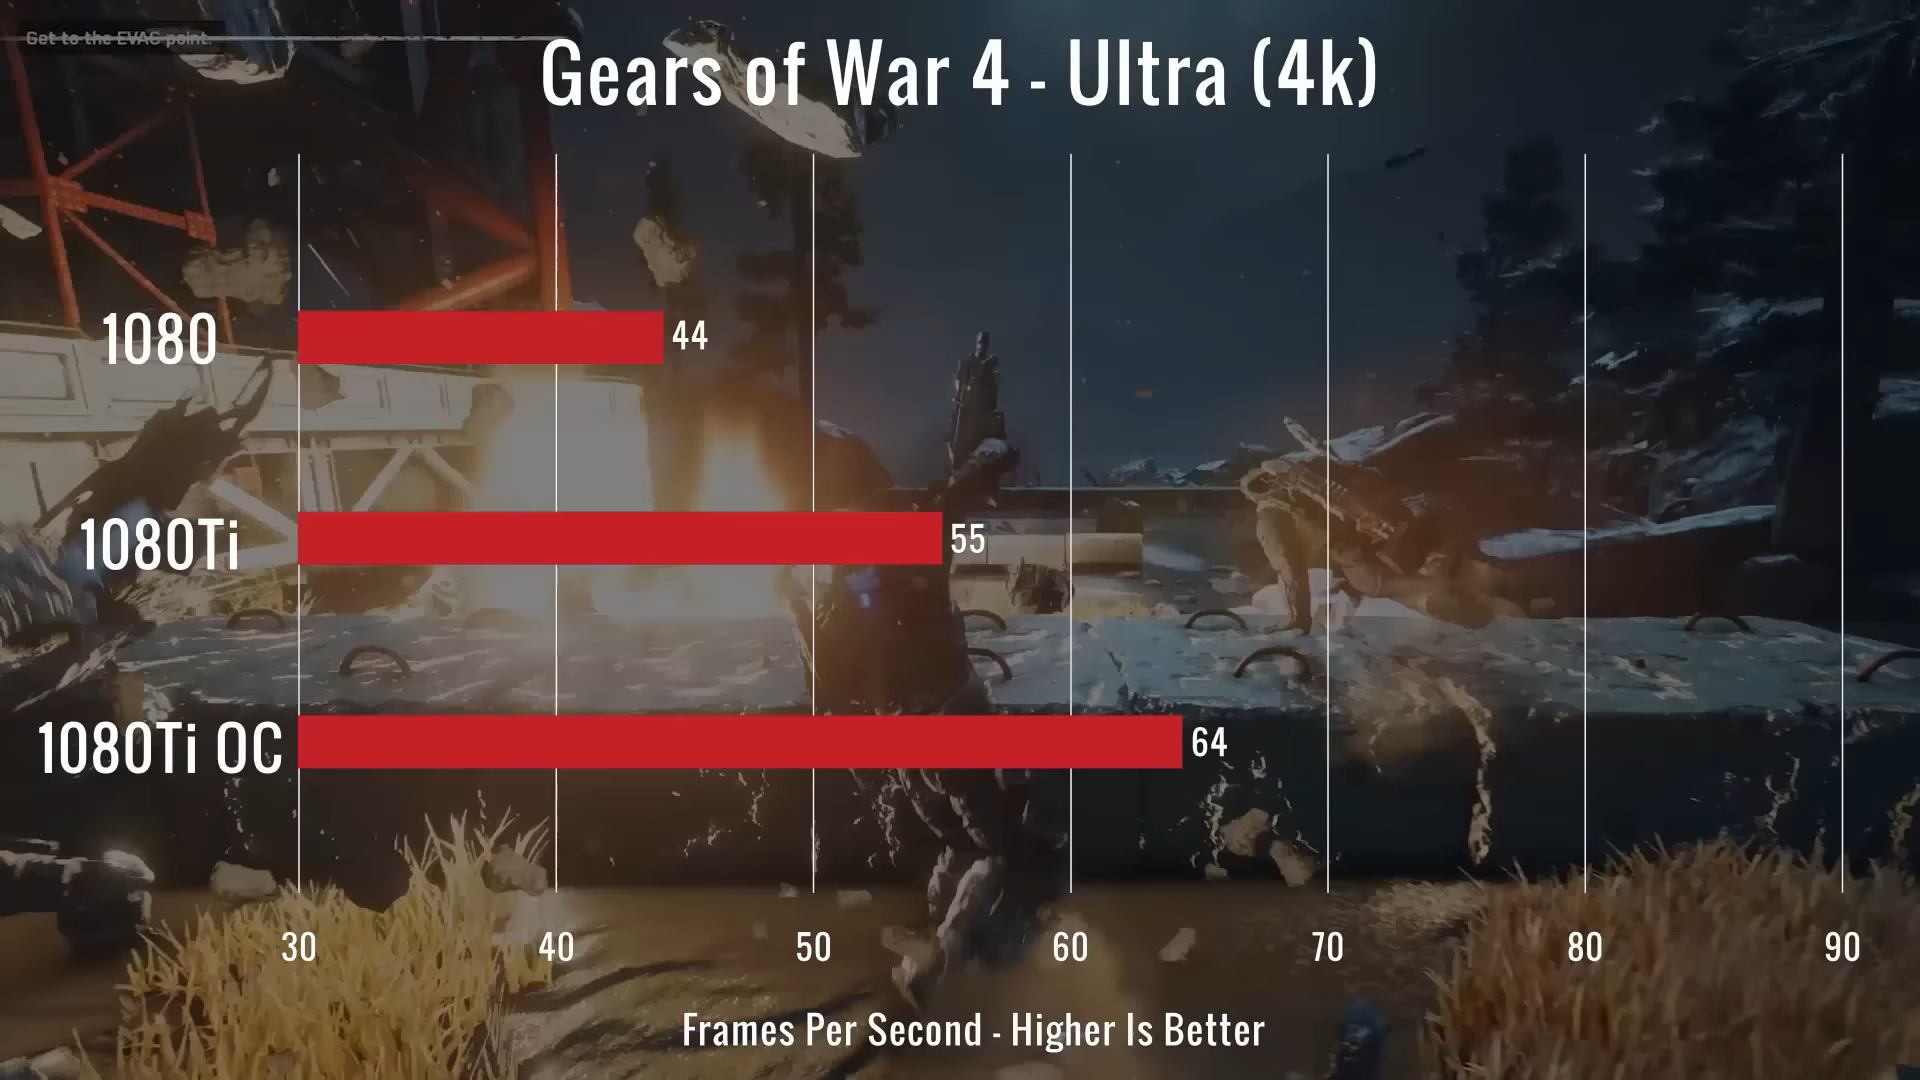 Get to the EVAC point.
Gears of War 4 - Ultra (4k)
1080
44
1080Ti
55
1080Ti OC
64
30 40 50 60 70 80 90
Frames Per Second - Higher Is Better